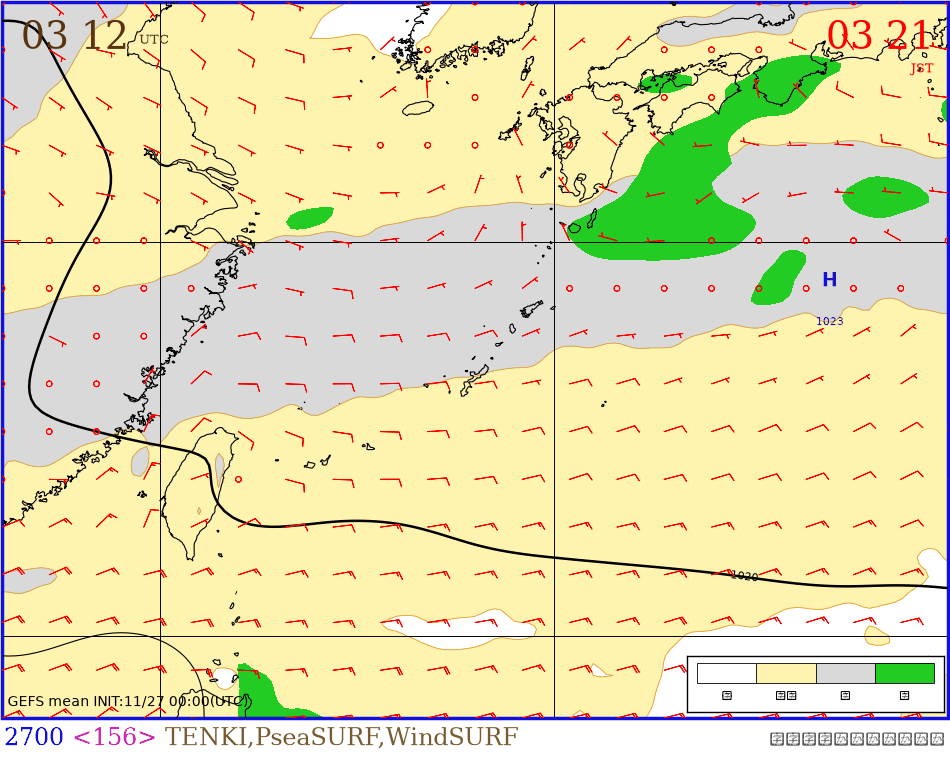 03 12 UTC
03 21
JST
H
1023
1020
GEFS mean INIT:11/27 00:00(UTC)
2700 <156> TENKI,PseaSURF,WindSURF